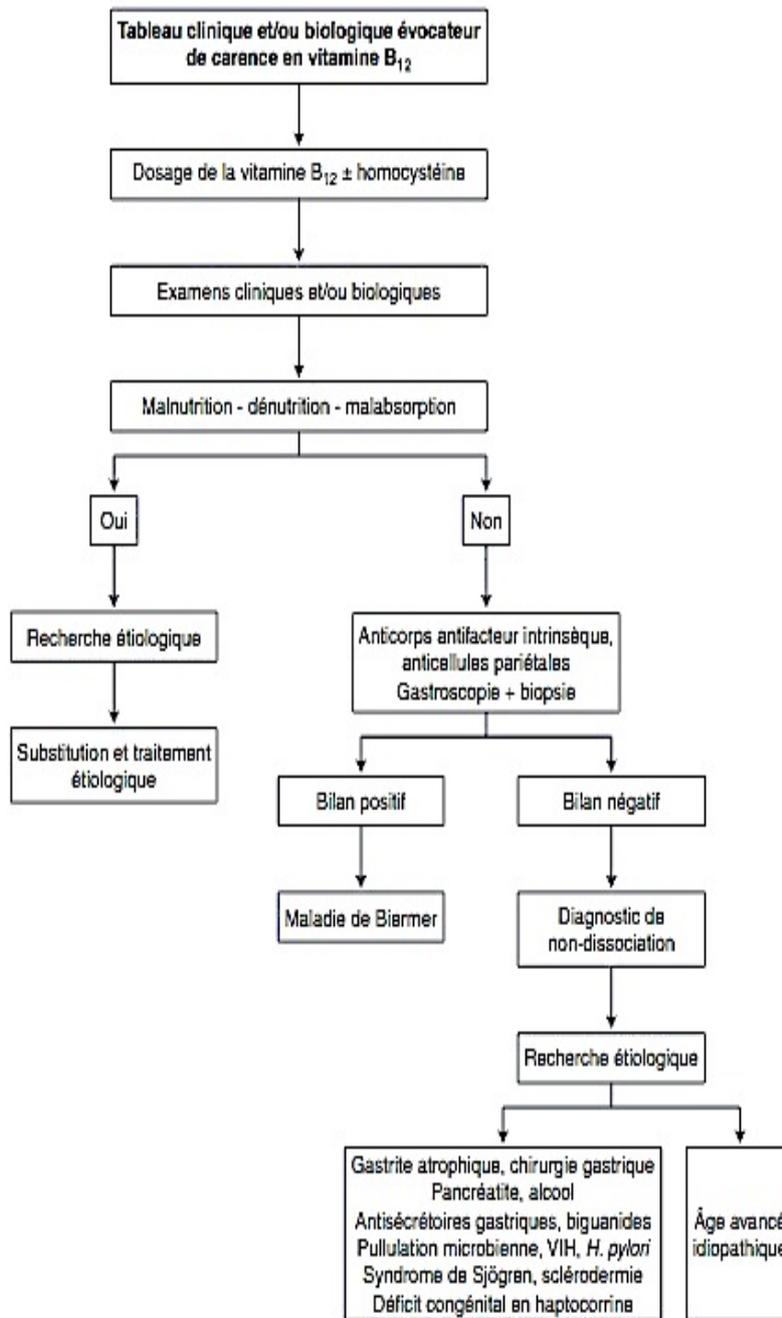 Tableau clinique et/ou biologique évocateur
de carence en vitamine B₁₂
Dosage de la vitamine B₁₂ ± homocystéine
Examens cliniques et/ou biologiques
Malnutrition - dénutrition - malabsorption
Oui
Non
Recherche étiologique
Anticorps antifacteur intrinsèque,
anticellules pariétales
Gastroscopie + biopsie
Substitution et traitement
étiologique
Bilan positif
Bilan négatif
Maladie de Biermer
Diagnostic de
non-dissociation
Recherche étiologique
Gastrite atrophique, chirurgie gastrique
Pancréatite, alcool
Antisécrétoires gastriques, biguanides
Pullulation microbienne, VIH, H. pylori
Syndrome de Sjögren, sclérodermie
Déficit congénital en haptocorrine
Âge avancé
idiopathique